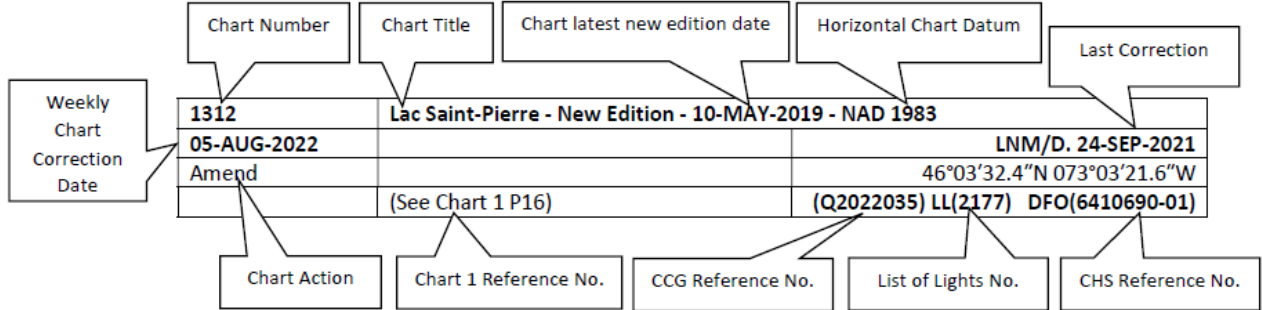 Chart Number
Chart Title
Chart latest new edition date
Horizontal Chart Datum
Last Correction
Weekly
Chart
Correction
Date
1312
Lac Saint-Pierre - New Edition - 10-MAY-2019 - NAD 1983
05-AUG-2022
LNM/D. 24-SEP-2021
Amend
46°03′32.4″N 073°03′21.6″W
(See Chart 1 P16)
(Q2022035) LL(2177) DFO(6410690-01)
Chart Action
Chart 1 Reference No.
CCG Reference No.
List of Lights No.
CHS Reference No.